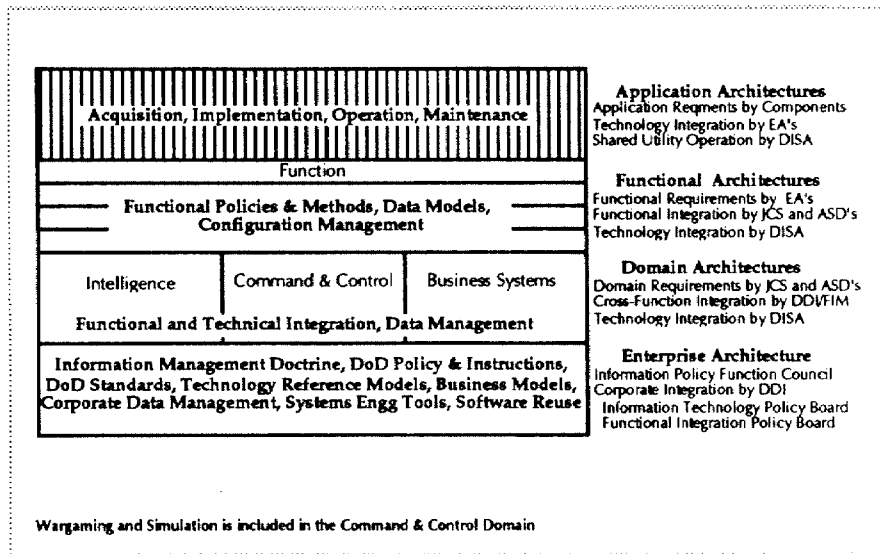 Acquisition, Implementation, Operation, Maintenance
Function
Functional Policies & Methods, Data Models,
Configuration Management
Intelligence
Command & Control
Business Systems
Functional and Technical Integration, Data Management
Information Management Doctrine, DoD Policy & Instructions,
DoD Standards, Technology Reference Models, Business Models,
Corporate Data Management, Systems Engg Tools, Software Reuse
Application Architectures
Application Reqments by Components
Technology Integration by EA's
Shared Utility Operation by DISA
Functional Architectures
Functional Requirements by EA's
Functional Integration by JCS and ASD's
Technology Integration by DISA
Domain Architectures
Domain Requirements by JCS and ASD's
Cross-Function Integration by DDI/FIM
Technology Integration by DISA
Enterprise Architecture
Information Policy Function Council
Corporate Integration by DDI
Information Technology Policy Board
Functional Integration Policy Board
Wargaming and Simulation is included in the Command & Control Domain